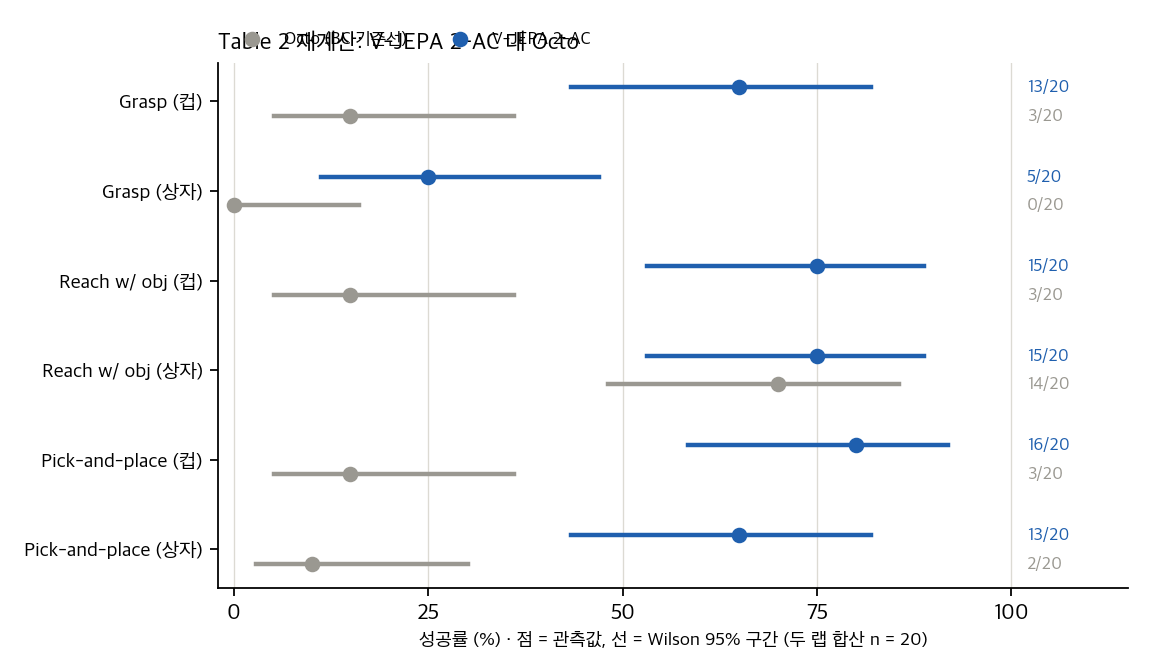 Table 2 재계산: V-JEPA 2-AC 대 Octo
V-JEPA 2-AC
Grasp (컵)
13/20
3/20
Grasp (상자)
5/20
0/20
Reach w/ obj (컵)
15/20
3/20
Reach w/ obj (상자)
15/20
14/20
Pick-and-place (컵)
16/20
3/20
Pick-and-place (상자)
13/20
2/20
0 25 50 75 100
성공률 (%) · 점 = 관측값, 선 = Wilson 95% 구간 (두 랩 합산 n = 20)